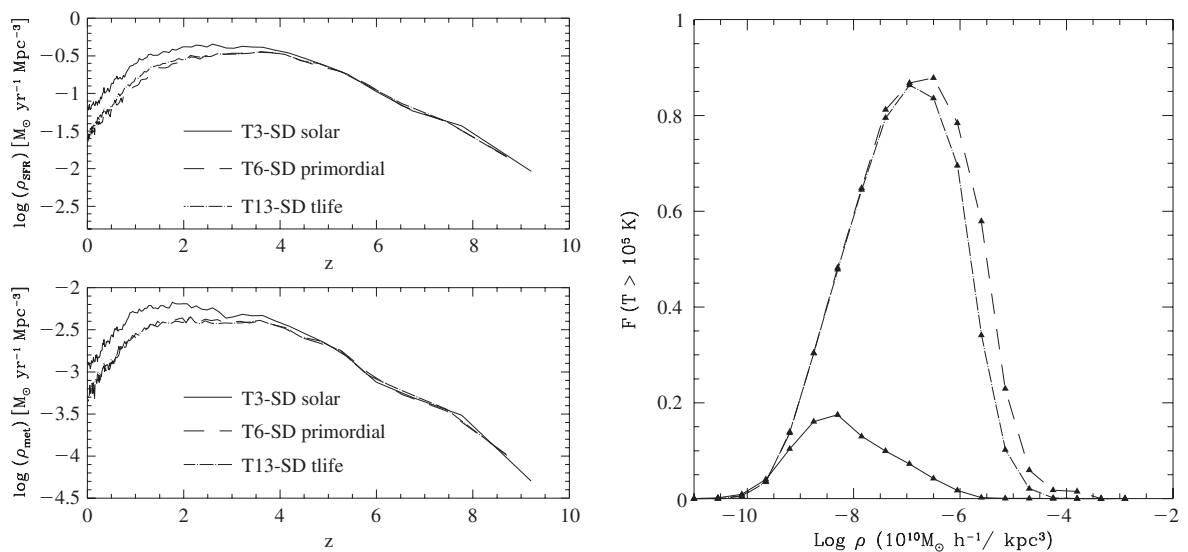 0
−0.5
−1
−1.5
−2
−2.5
log (ρSFR) [M⊙ yr⁻¹ Mpc⁻³]
T3-SD solar
T6-SD primordial
T13-SD tlife
0 2 4 6 8 10
z
−2
−2.5
−3
−3.5
−4
−4.5
log (ρmet) [M⊙ yr⁻¹ Mpc⁻³]
T3-SD solar
T6-SD primordial
T13-SD tlife
0 2 4 6 8 10
z
1
0.8
0.6
0.4
0.2
0
F (T > 10⁵ K)
−10 −8 −6 −4 −2
Log ρ (10¹⁰M⊙ h⁻¹/ kpc³)